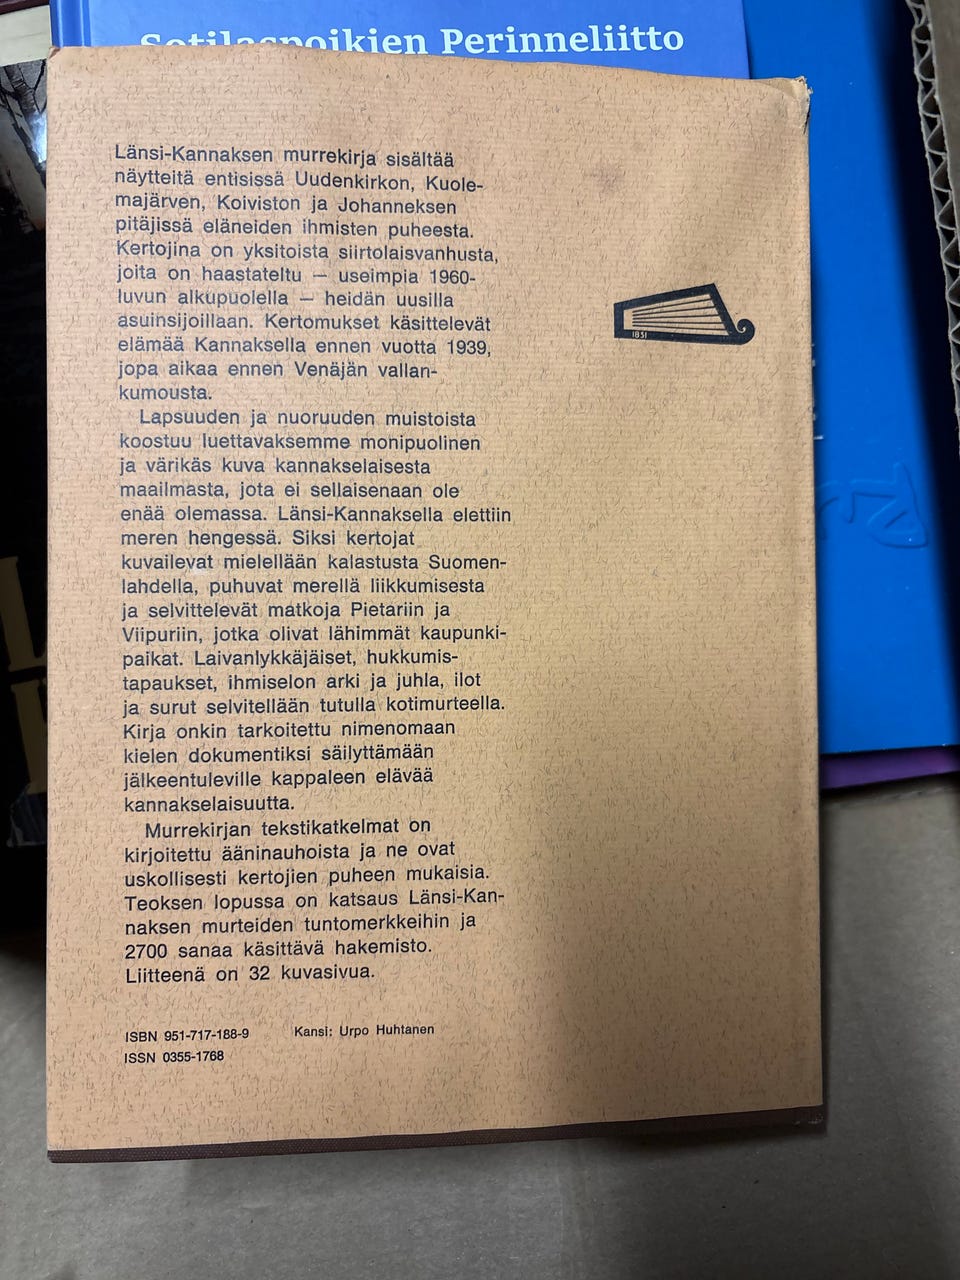 Sotilaspoikien Perinneliitto
Länsi-Kannaksen murrekirja sisältää
näytteitä entisissä Uudenkirkon, Kuole-
majärven, Koiviston ja Johanneksen
pitäjissä eläneiden ihmisten puheesta.
Kertojina on yksitoista siirtolaisvanhusta,
joita on haastateltu — useimpia 1960-
luvun alkupuolella — heidän uusilla
asuinsijoillaan. Kertomukset käsittelevät
elämää Kannaksella ennen vuotta 1939,
jopa aikaa ennen Venäjän vallan-
kumousta.
Lapsuuden ja nuoruuden muistoista
koostuu luettavaksemme monipuolinen
ja värikäs kuva kannakselaisesta
maailmasta, jota ei sellaisenaan ole
enää olemassa. Länsi-Kannaksella elettiin
meren hengessä. Siksi kertojat
kuvailevat mielellään kalastusta Suomen-
lahdella, puhuvat merellä liikkumisesta
ja selvittelevät matkoja Pietariin ja
Viipuriin, jotka olivat lähimmät kaupunki-
paikat. Laivanlykkäjäiset, hukkumis-
tapaukset, ihmiselon arki ja juhla, ilot
ja surut selvitellään tutulla kotimurteella.
Kirja onkin tarkoitettu nimenomaan
kielen dokumentiksi säilyttämään
jälkeentuleville kappaleen elävää
kannakselaisuutta.
Murrekirjan tekstikatkelmat on
kirjoitettu ääninauhoista ja ne ovat
uskollisesti kertojien puheen mukaisia.
Teoksen lopussa on katsaus Länsi-Kan-
naksen murteiden tuntomerkkeihin ja
2700 sanaa käsittävä hakemisto.
Liitteenä on 32 kuvasivua.
1831
ISBN 951-717-188-9 Kansi: Urpo Huhtanen
ISSN 0355-1768